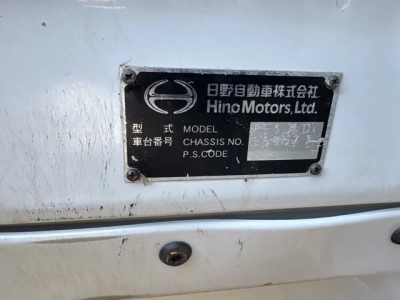 日野自動車株式会社
Hino Motors, Ltd.
型 式 MODEL
車台番号 CHASSIS NO.
P.S.CODE